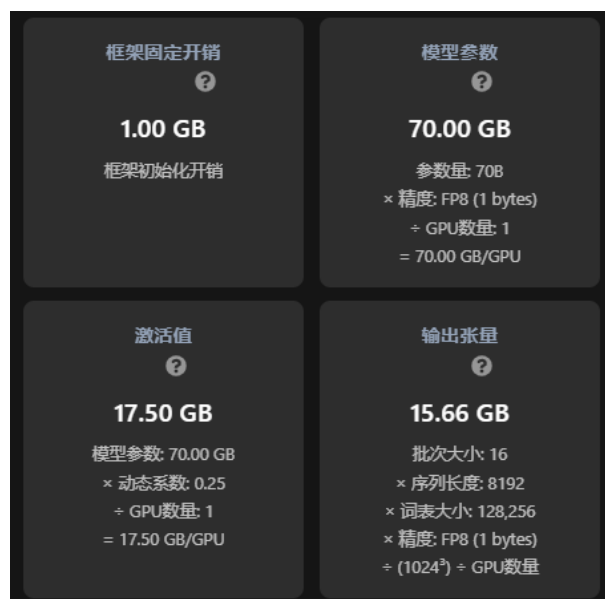 框架固定开销
?
1.00 GB
框架初始化开销
模型参数
?
70.00 GB
参数量: 70B
× 精度: FP8 (1 bytes)
÷ GPU数量: 1
= 70.00 GB/GPU
激活值
?
17.50 GB
模型参数: 70.00 GB
× 动态系数: 0.25
÷ GPU数量: 1
= 17.50 GB/GPU
输出张量
?
15.66 GB
批次大小: 16
× 序列长度: 8192
× 词表大小: 128,256
× 精度: FP8 (1 bytes)
÷ (1024³) ÷ GPU数量